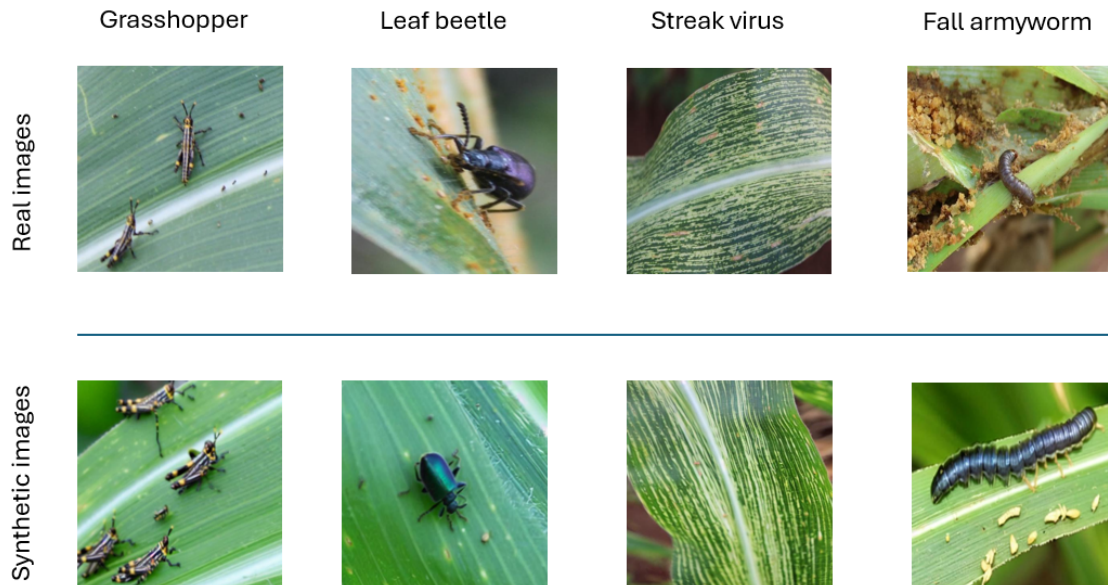 Grasshopper
Leaf beetle
Streak virus
Fall armyworm
Real images
Synthetic images